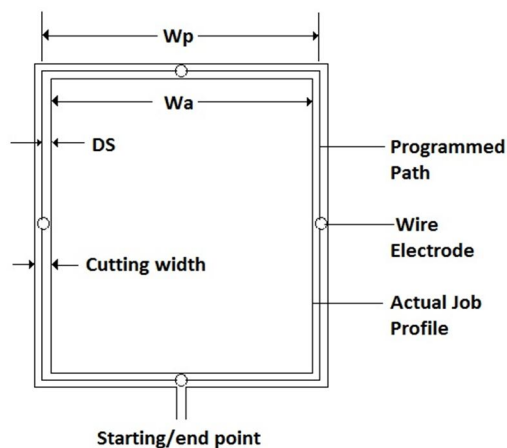 Wp
Wa
DS
Programmed
Path
Wire
Electrode
Cutting width
Actual Job
Profile
Starting/end point